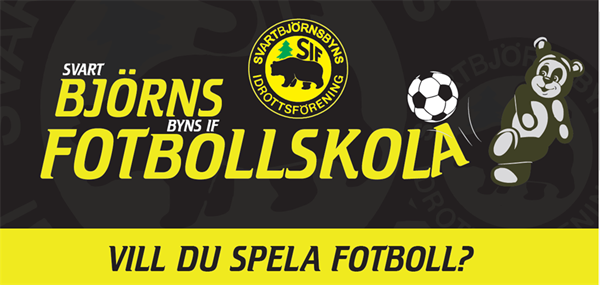 SVARTBJÖRNSBYNS
SIF
IDROTTSFÖRENING
SVART
BJÖRNS
BYNS IF
FOTBOLLSKOLA
VILL DU SPELA FOTBOLL?